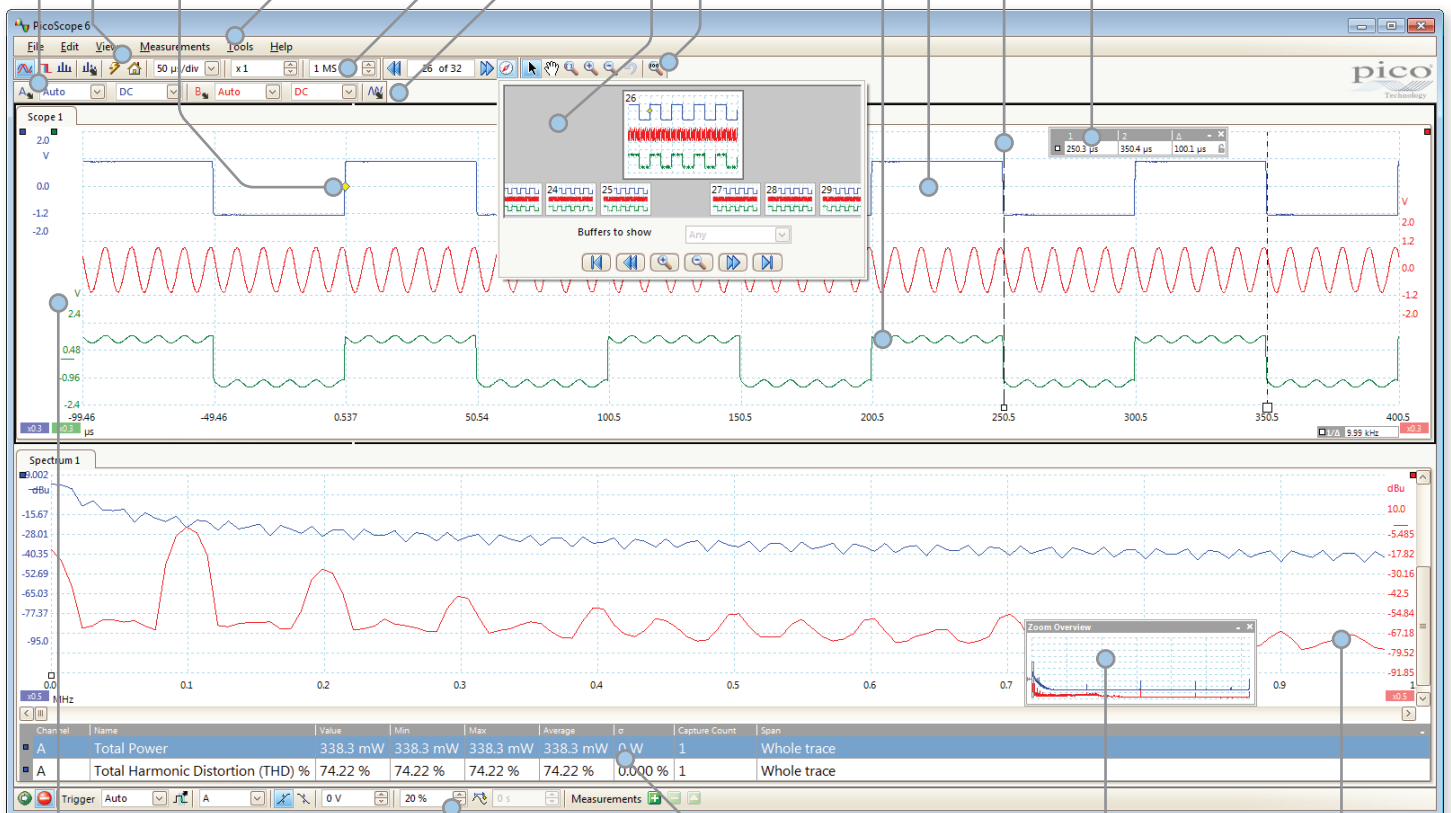 PicoScope 6
File Edit Views Measurements Tools Help
50 µs/div x 1 1 MS 26 of 32
pico
Technology
A Auto DC B Auto DC
Scope 1
2.0
V
0.0
-1.2
-2.0
V
2.4
0.48
-0.96
-2.4
26
24 25 27 28 29
Buffers to show Any
1 2 Δ
250.3 µs 350.4 µs 100.1 µs
V
2.0
1.2
0.0
-1.2
-2.0
-99.46 -49.46 0.537 50.54 100.5 150.5 200.5 250.5 300.5 350.5 400.5
x0.3 x0.3 µs
1/Δ 9.99 kHz x0.3
Spectrum 1
9.002
dBu
-15.67
-28.01
-40.35
-52.69
-65.03
-77.37
-95.0
dBu
10.0
-5.485
-17.82
-30.16
-42.5
-54.84
-67.18
-79.52
-91.85
Zoom Overview
0.0 0.1 0.2 0.3 0.4 0.5 0.6 0.7 0.9 1
x0.5 MHz x0.5
Channel Name Value Min Max Average σ Capture Count Span
A Total Power 338.3 mW 338.3 mW 338.3 mW 338.3 mW 0 W 1 Whole trace
A Total Harmonic Distortion (THD) % 74.22 % 74.22 % 74.22 % 74.22 % 0.000 % 1 Whole trace
Trigger Auto A 0 V 20 % 0 s Measurements